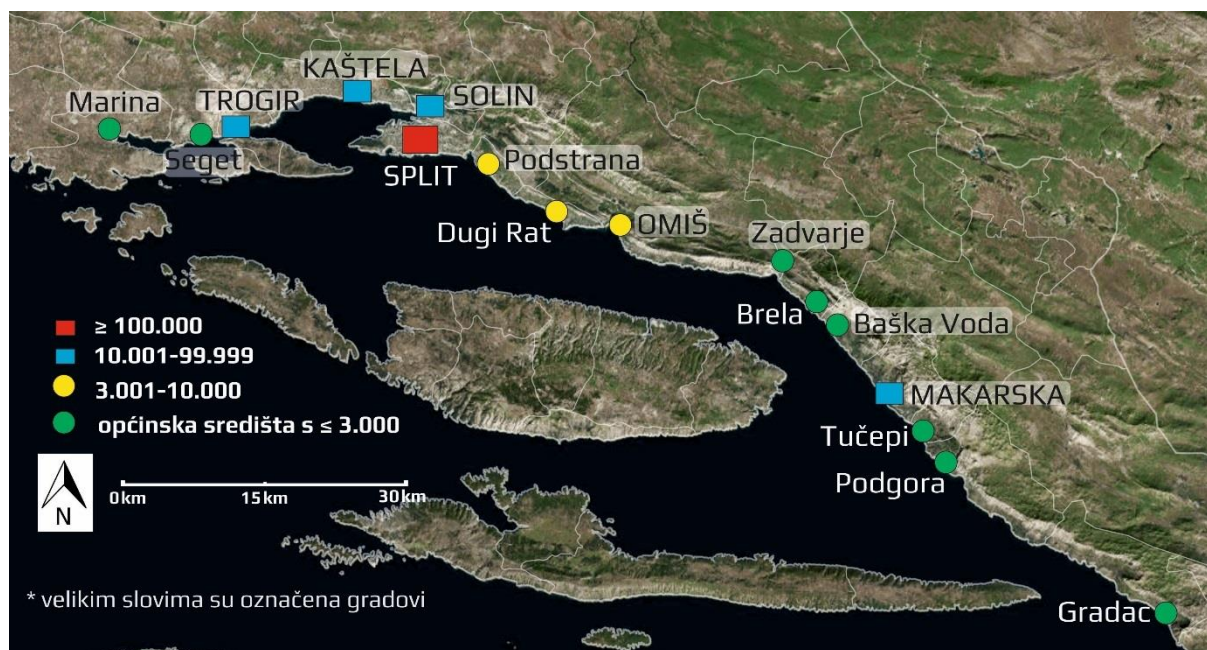 KAŠTELA
Marina
TROGIR
SOLIN
Seget
SPLIT
Podstrana
Dugi Rat
OMIŠ
Zadvarje
Brela
Baška Voda
MAKARSKA
Tučepi
Podgora
Gradac
≥ 100.000
10.001-99.999
3.001-10.000
općinska središta s ≤ 3.000
N
0km 15km 30km
* velikim slovima su označena gradovi